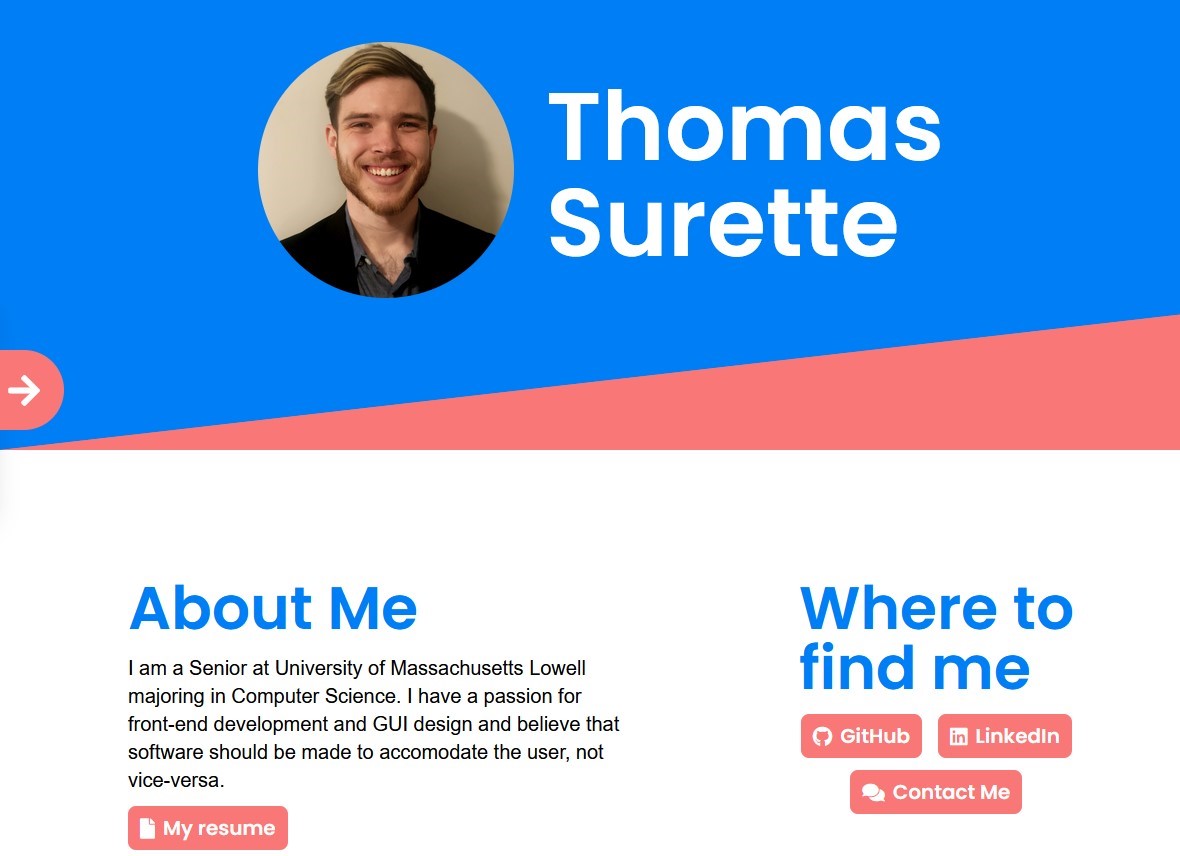 Thomas
Surette
About Me
I am a Senior at University of Massachusetts Lowell
majoring in Computer Science. I have a passion for
front-end development and GUI design and believe that
software should be made to accomodate the user, not
vice-versa.
My resume
Where to
find me
GitHub LinkedIn
Contact Me